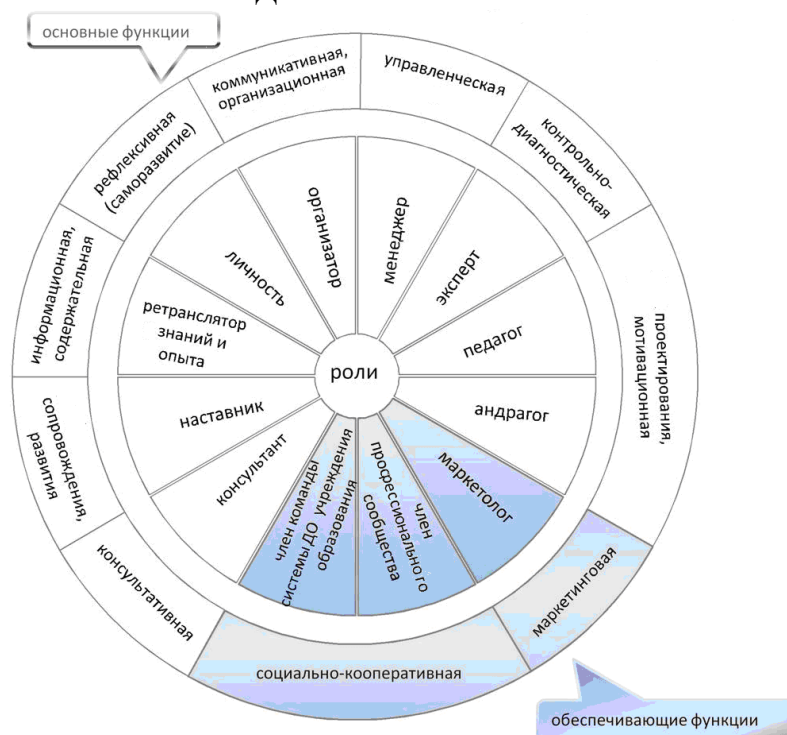 основные функции
коммуникативная,
организационная
управленческая
контрольно-
диагностическая
проектирования,
мотивационная
маркетинговая
социально-кооперативная
консультативная
сопровождения,
развития
информационная,
содержательная
рефлексивная
(саморазвитие)
роли
организатор
менеджер
эксперт
педагог
андрагог
маркетолог
член
просрессионального
сообщества
член команды
системы ДО учреждения
образования
консультант
наставник
ретранслятор
знаний и
опыта
личность
обеспечивающие функции